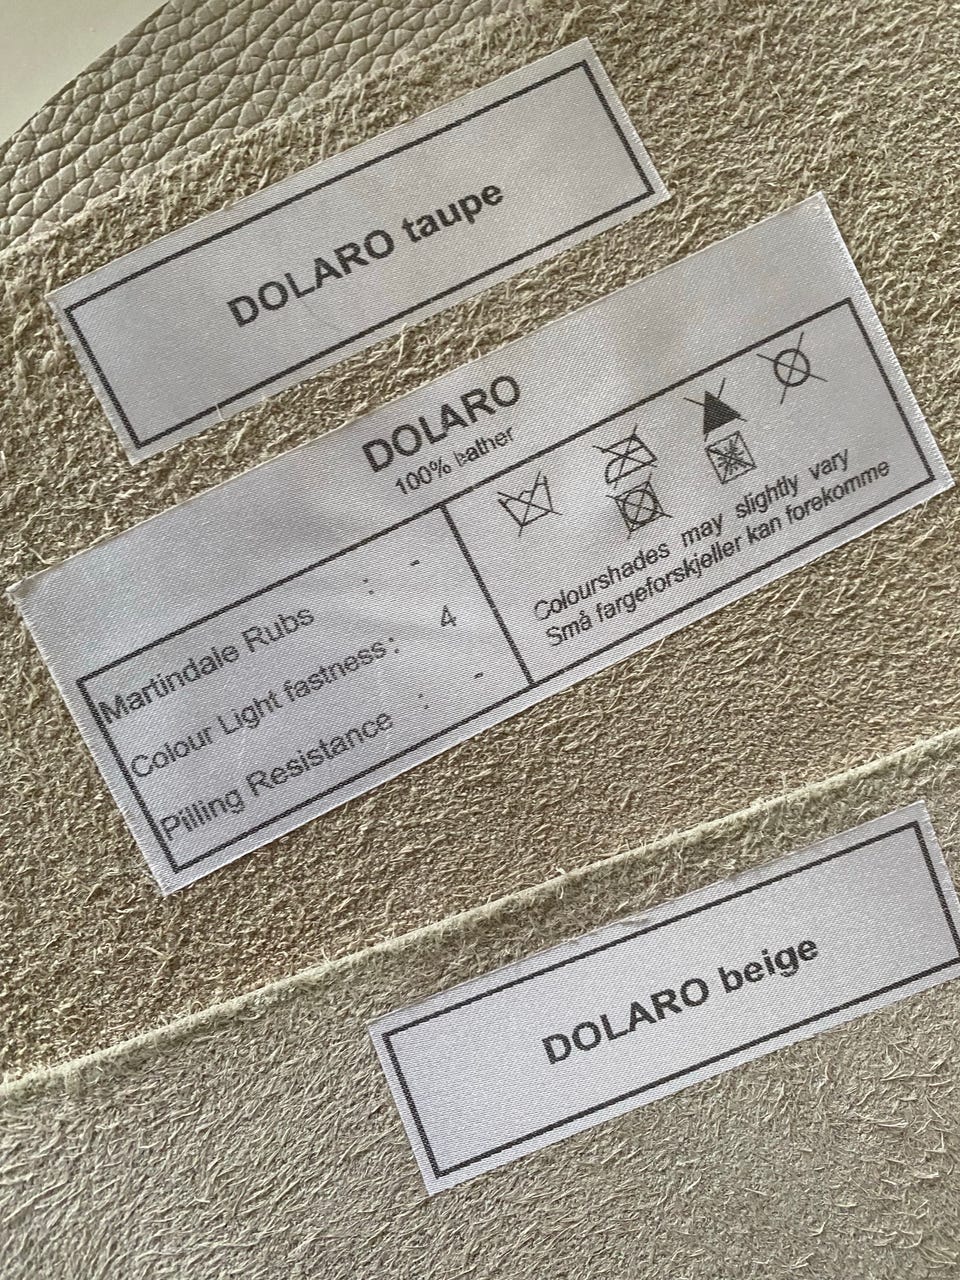 DOLARO taupe
DOLARO
100% leather
Martindale Rubs : -
Colour Light fastness : 4
Pilling Resistance : -
Colourshades may slightly vary
Små fargeforskjeller kan forekomme
DOLARO beige